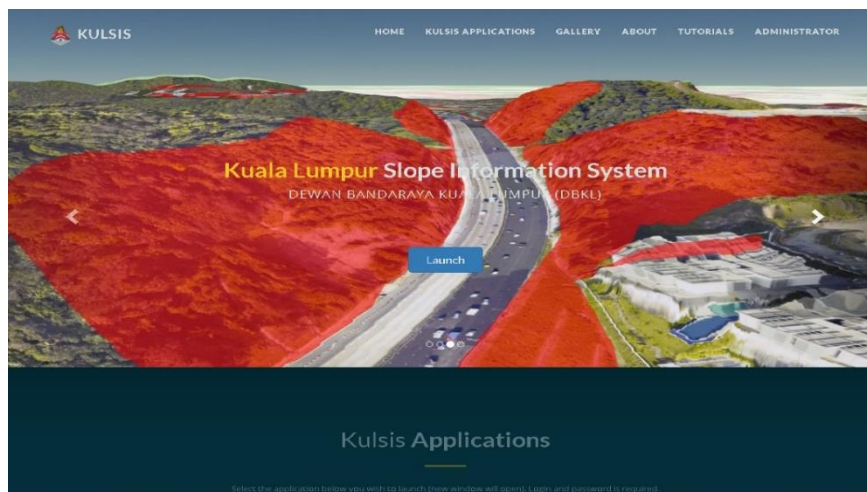 KULSIS
HOME KULSIS APPLICATIONS GALLERY ABOUT TUTORIALS ADMINISTRATOR
Kuala Lumpur Slope Information System
DEWAN BANDARAYA KUALA LUMPUR (DBKL)
Launch
Kulsis Applications
Select the application below you wish to launch (new window will open). Login and password is required.